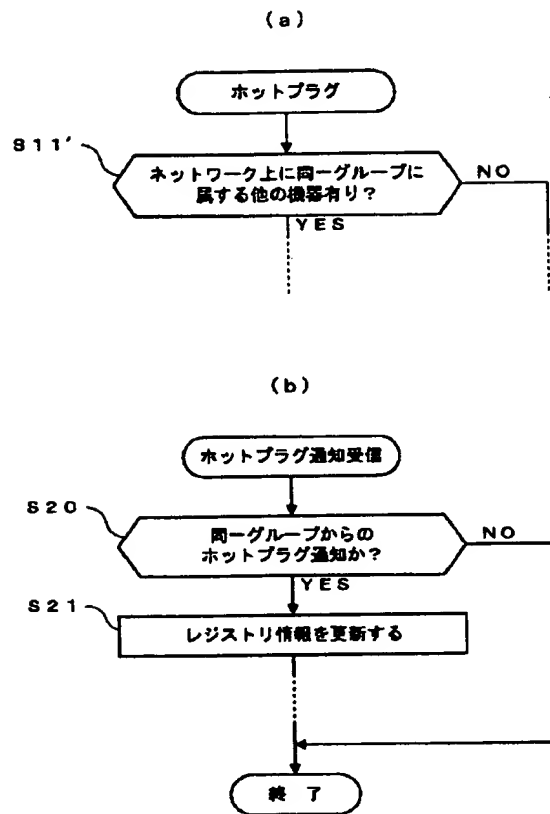 (a)
ホットプラグ
S11'
ネットワーク上に同一グループに
属する他の機器有り?
NO
YES
(b)
ホットプラグ通知受信
S20
同一グループからの
ホットプラグ通知か?
NO
YES
S21
レジストリ情報を更新する
終 了